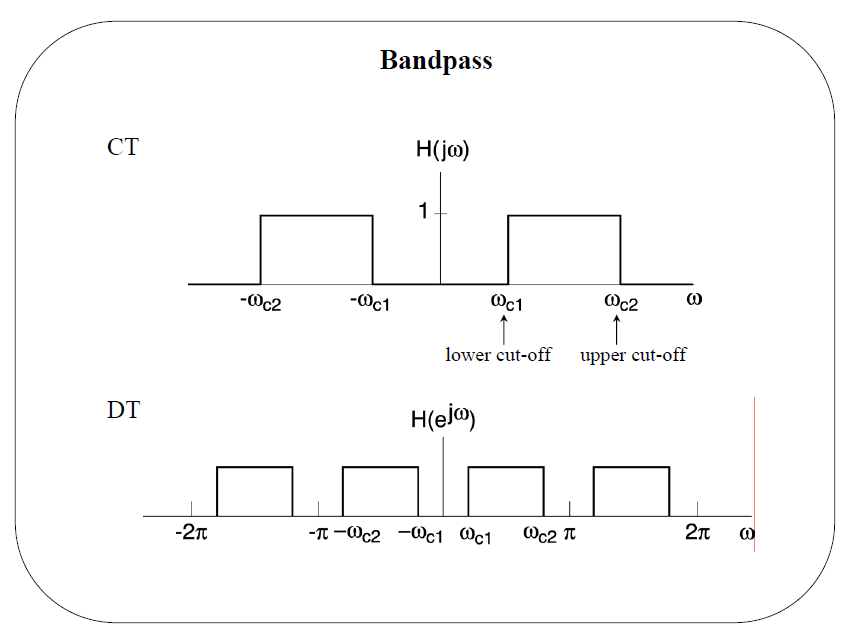 Bandpass
CT
H(jω)
1
-ωc2 -ωc1 ωc1 ωc2 ω
lower cut-off upper cut-off
DT
H(e^jω)
-2π -π −ωc2 −ωc1 ωc1 ωc2 π 2π ω